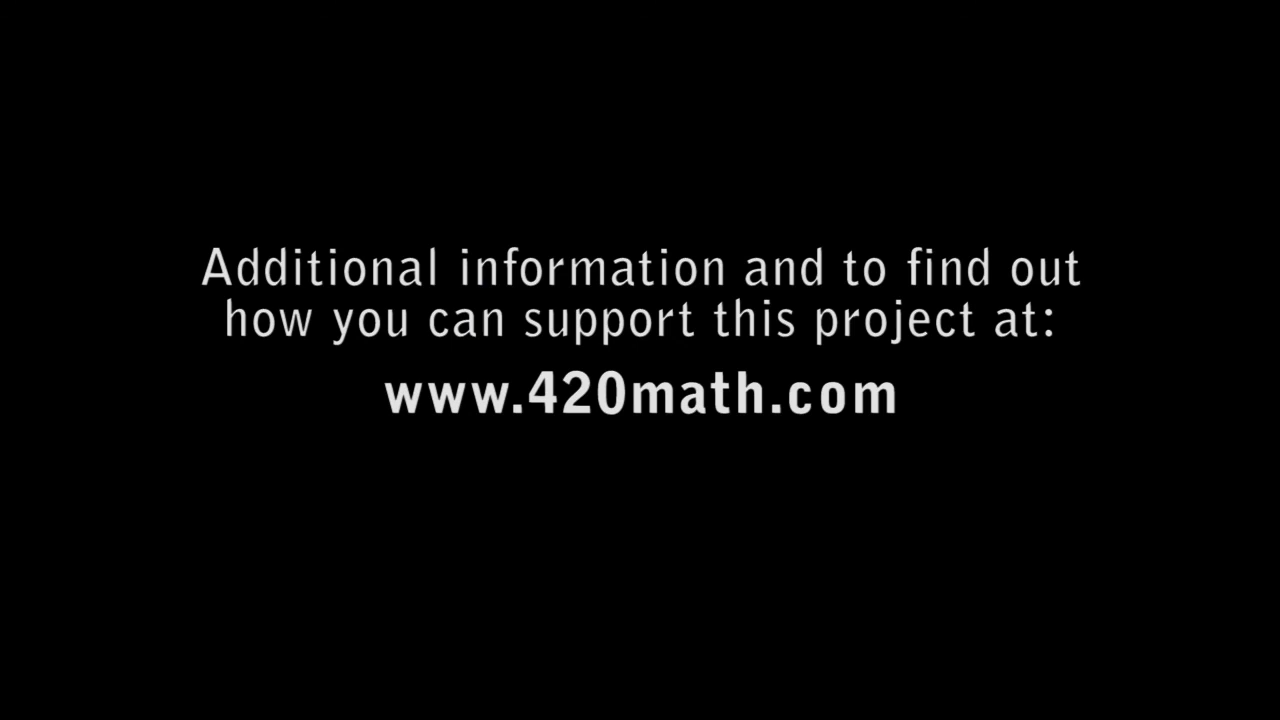 Additional information and to find out
how you can support this project at:
www.420math.com